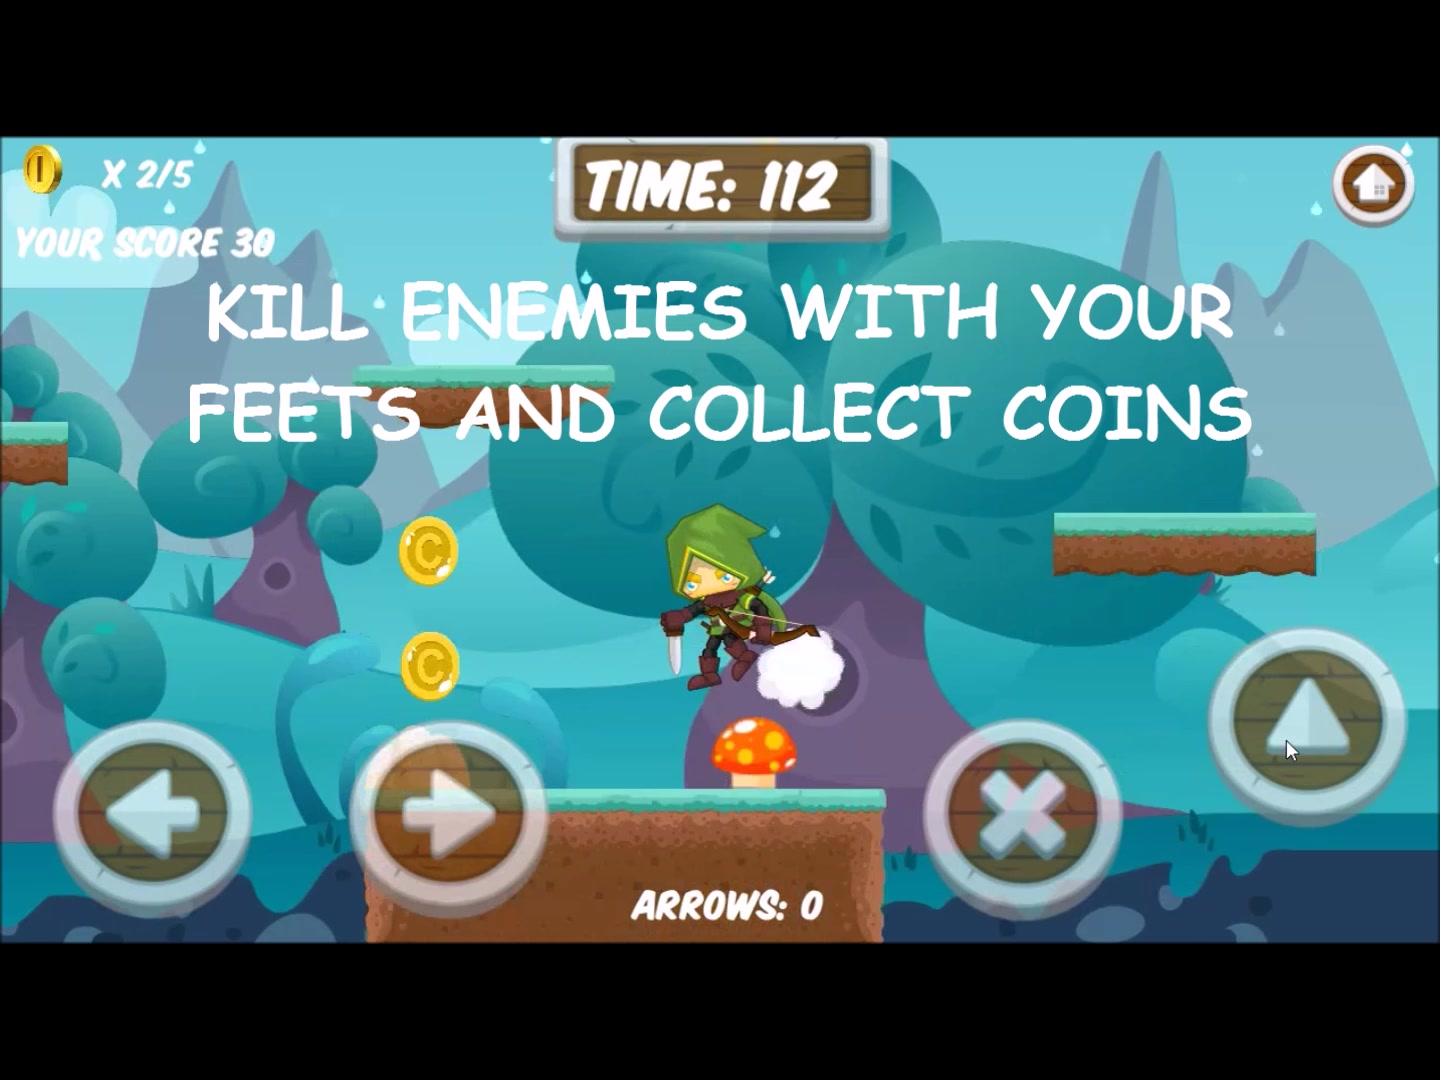 X 2/5
TIME: 112
YOUR SCORE 30
KILL ENEMIES WITH YOUR
FEETS AND COLLECT COINS
C
C
ARROWS: 0